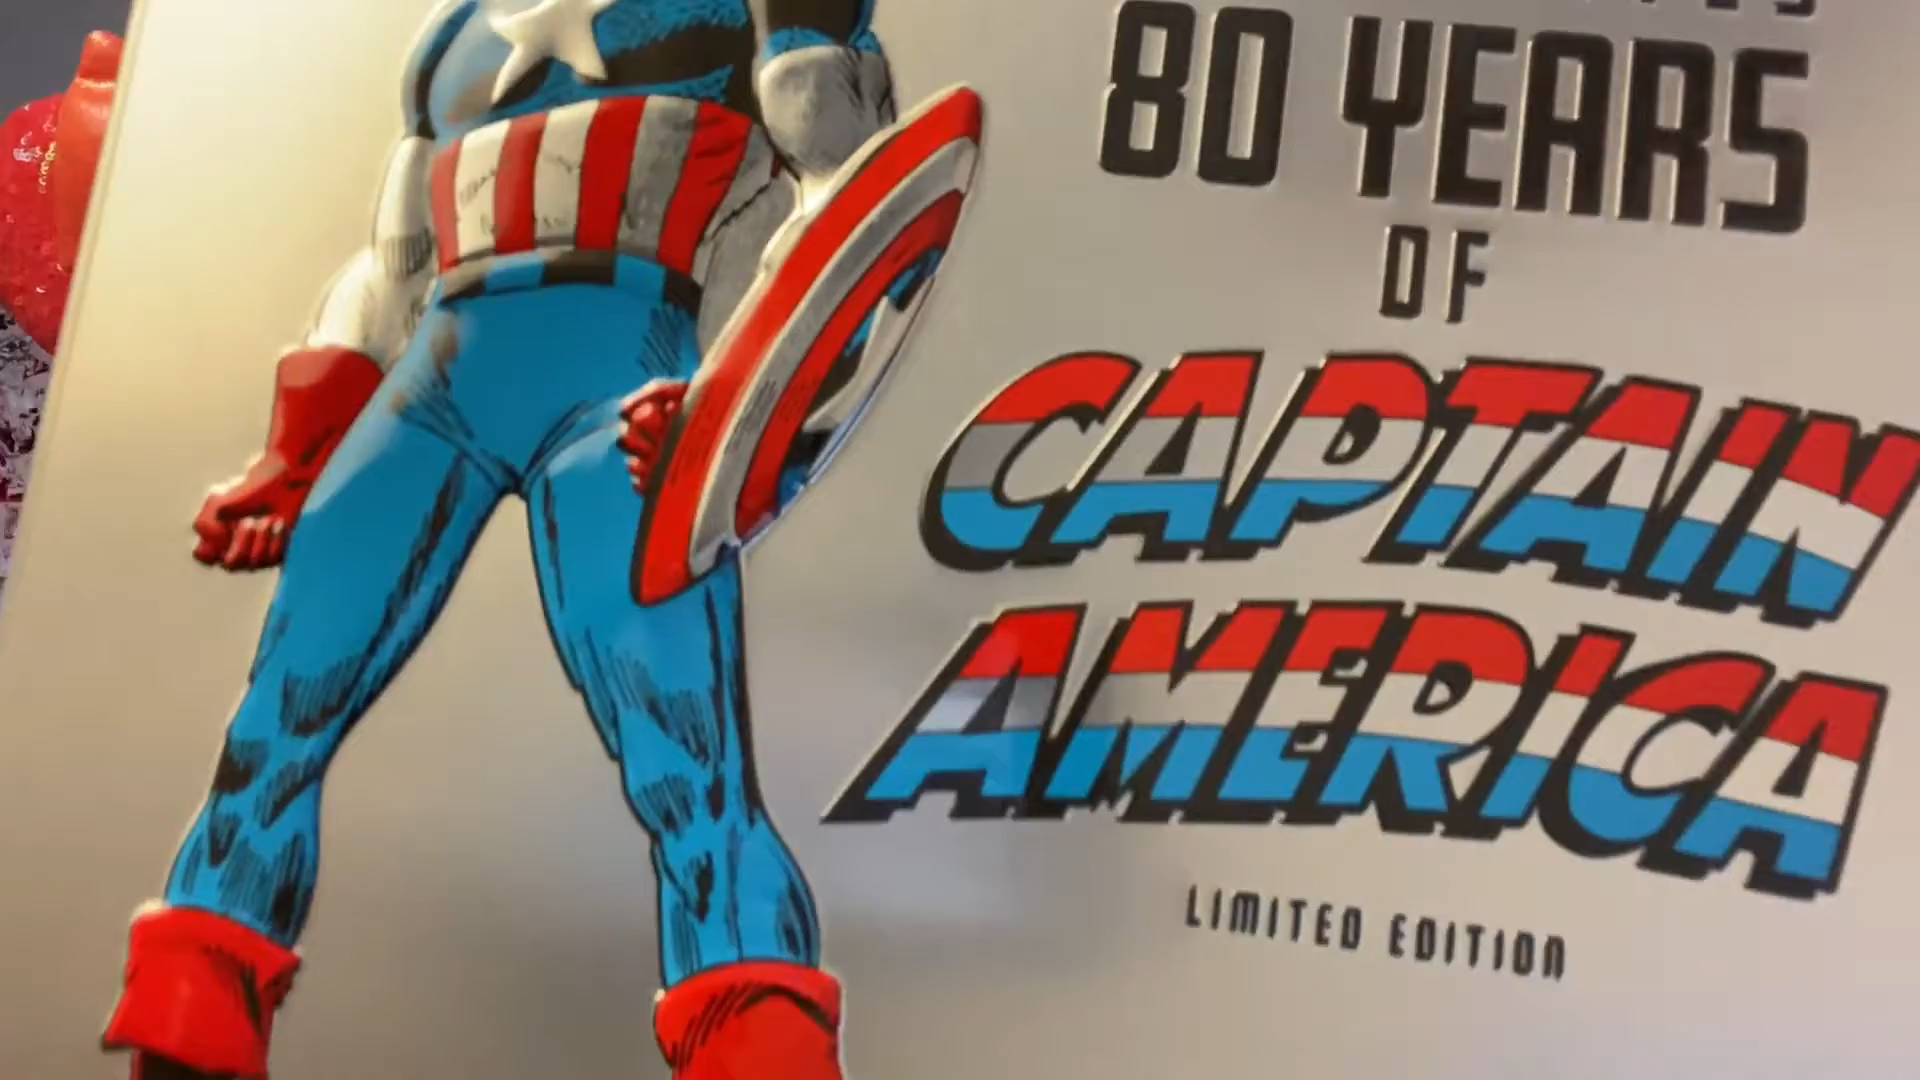 80 YEARS
OF
CAPTAIN
AMERICA
LIMITED EDITION